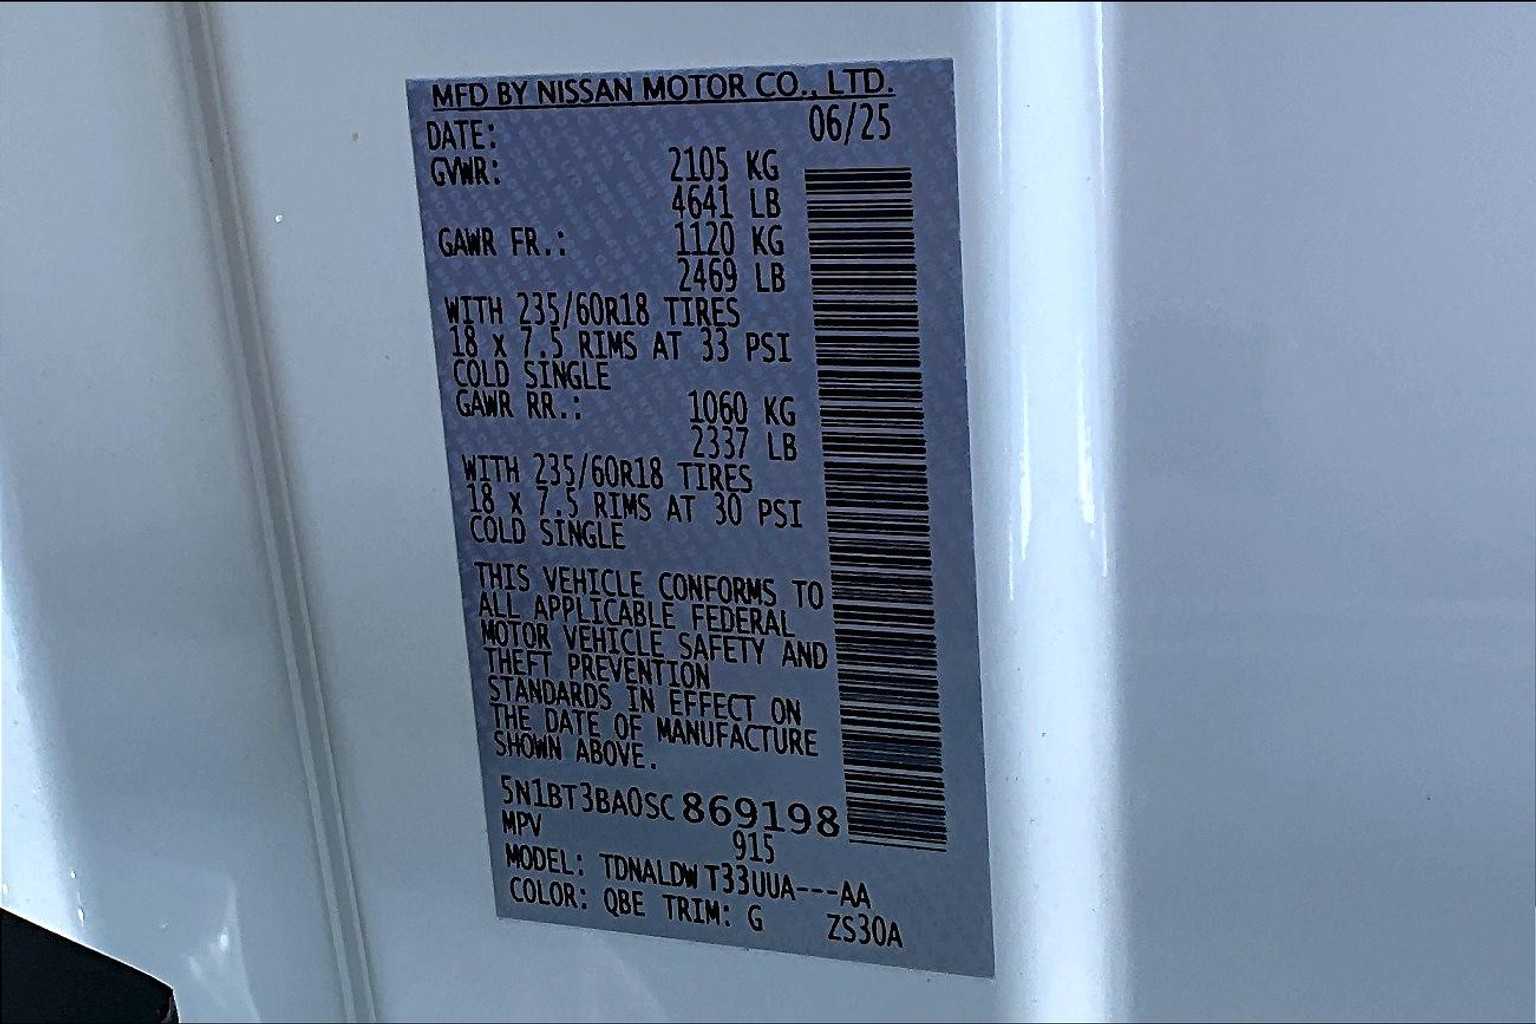 MFD BY NISSAN MOTOR CO., LTD.
DATE: 06/25
GVWR: 2105 KG
4641 LB
GAWR FR.: 1120 KG
2469 LB
WITH 235/60R18 TIRES
18 x 7.5 RIMS AT 33 PSI
COLD SINGLE
GAWR RR.: 1060 KG
2337 LB
WITH 235/60R18 TIRES
18 x 7.5 RIMS AT 30 PSI
COLD SINGLE
THIS VEHICLE CONFORMS TO
ALL APPLICABLE FEDERAL
MOTOR VEHICLE SAFETY AND
THEFT PREVENTION
STANDARDS IN EFFECT ON
THE DATE OF MANUFACTURE
SHOWN ABOVE.
5N1BT3BA0SC869198
MPV 915
MODEL: TDNALDW T33UUA---AA
COLOR: QBE TRIM: G ZS30A